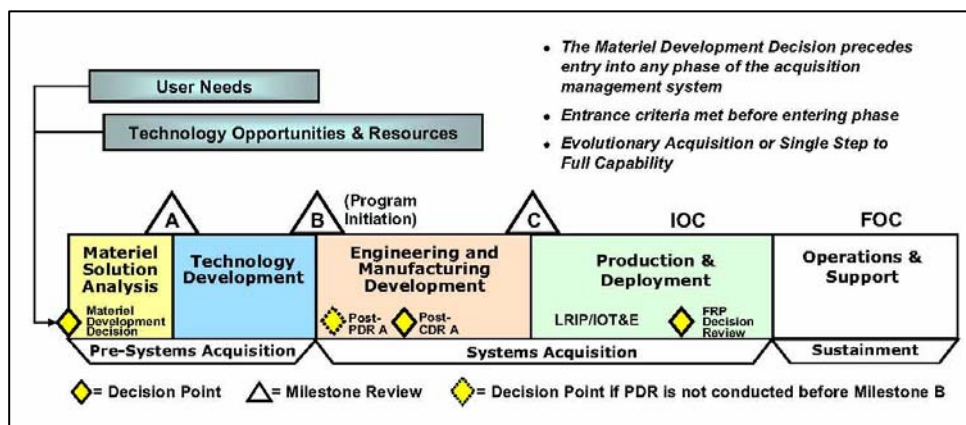 User Needs
Technology Opportunities & Resources
• The Materiel Development Decision precedes
entry into any phase of the acquisition
management system
• Entrance criteria met before entering phase
• Evolutionary Acquisition or Single Step to
Full Capability
A
B
(Program
Initiation)
C
IOC
FOC
Materiel
Solution
Analysis
Materiel
Development
Decision
Technology
Development
Engineering and
Manufacturing
Development
Post-
PDR A
Post-
CDR A
Production &
Deployment
LRIP/IOT&E
FRP
Decision
Review
Operations &
Support
Pre-Systems Acquisition
Systems Acquisition
Sustainment
= Decision Point
= Milestone Review
= Decision Point if PDR is not conducted before Milestone B